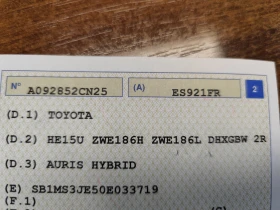 N° A092852CN25 (A) ES921FR 2
(D.1) TOYOTA
(D.2) HE15U ZWE186H ZWE186L DHXGBW 2R
(D.3) AURIS HYBRID
(E) SB1MS3JE50E033719
(F.1)